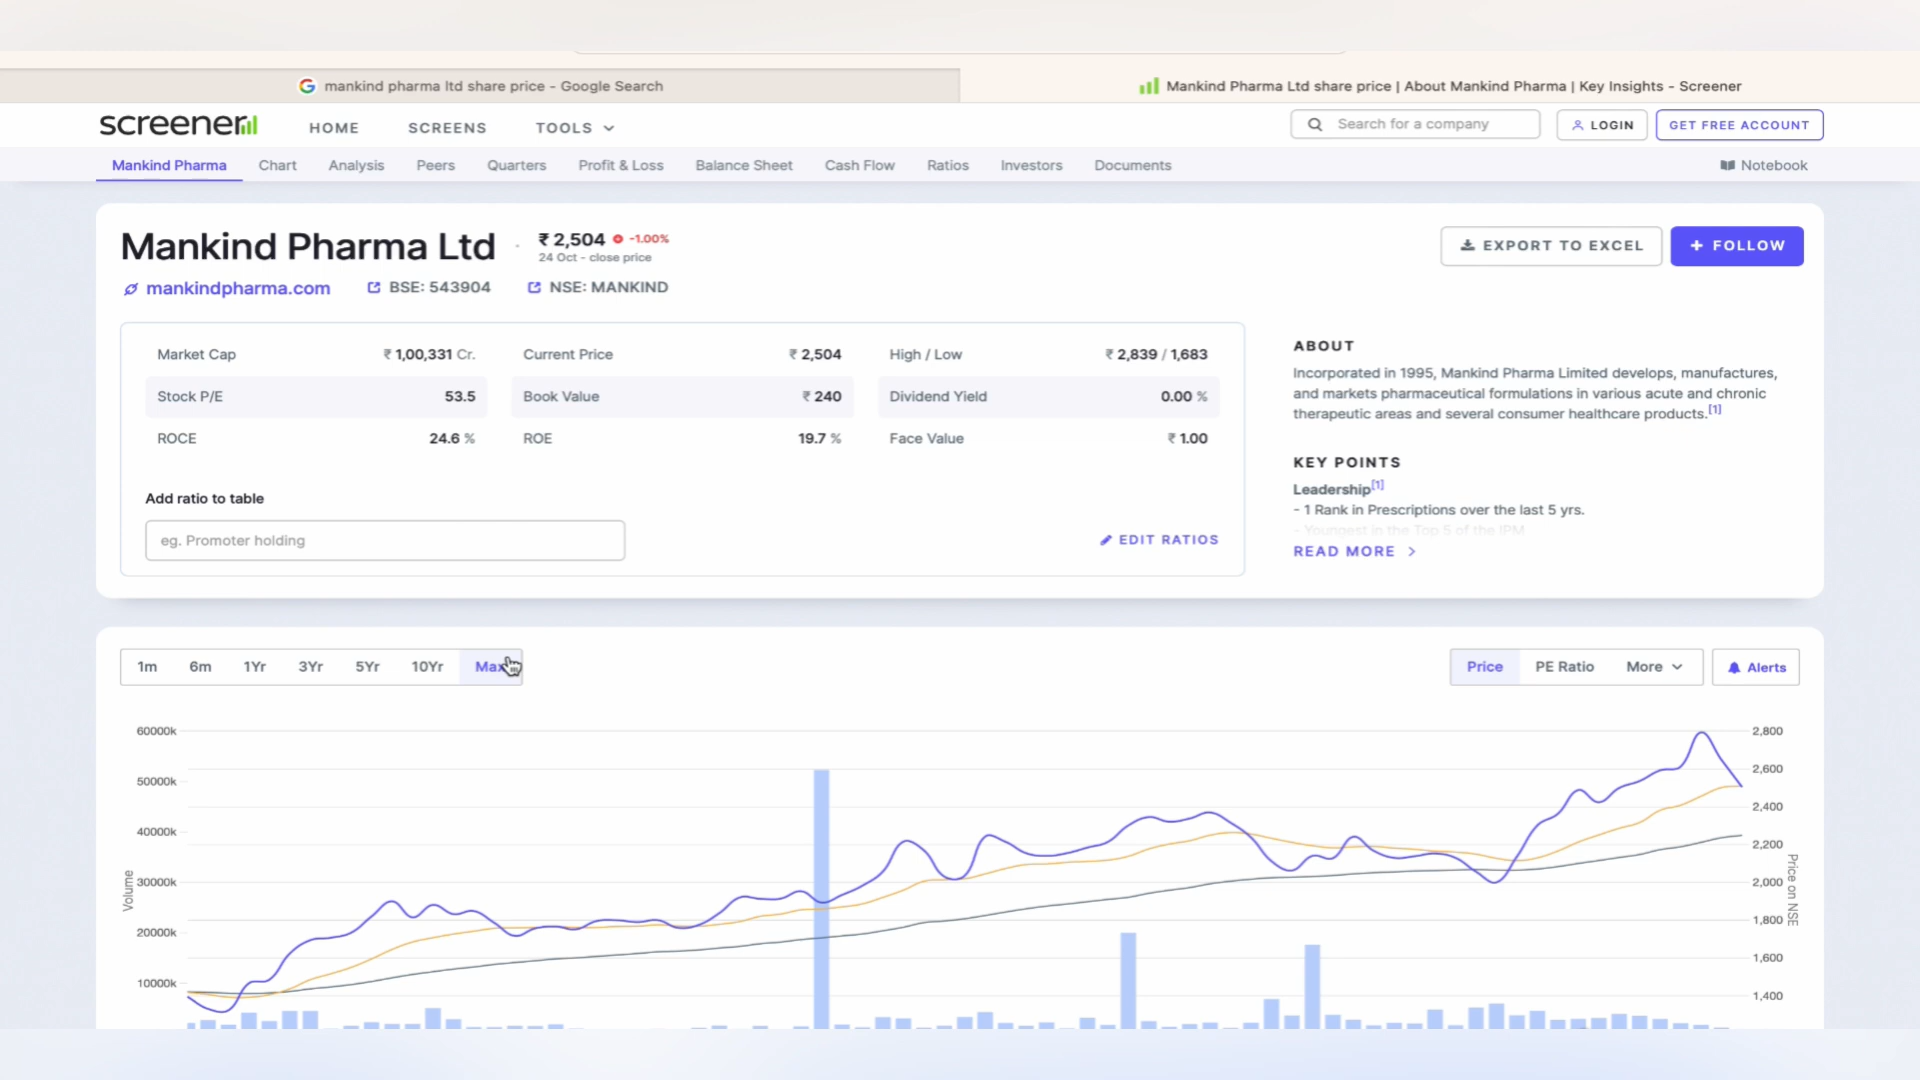 mankind pharma ltd share price - Google Search
Mankind Pharma Ltd share price | About Mankind Pharma | Key Insights - Screener
screener
HOME
SCREENS
TOOLS
Search for a company
LOGIN
GET FREE ACCOUNT
Mankind Pharma
Chart
Analysis
Peers
Quarters
Profit & Loss
Balance Sheet
Cash Flow
Ratios
Investors
Documents
Notebook
Mankind Pharma Ltd
₹ 2,504 -1.00%
24 Oct - close price
EXPORT TO EXCEL
+ FOLLOW
mankindpharma.com
BSE: 543904
NSE: MANKIND
Market Cap ₹ 1,00,331 Cr.
Current Price ₹ 2,504
High / Low ₹ 2,839 / 1,683
Stock P/E 53.5
Book Value ₹ 240
Dividend Yield 0.00 %
ROCE 24.6 %
ROE 19.7 %
Face Value ₹ 1.00
Add ratio to table
eg. Promoter holding
EDIT RATIOS
ABOUT
Incorporated in 1995, Mankind Pharma Limited develops, manufactures,
and markets pharmaceutical formulations in various acute and chronic
therapeutic areas and several consumer healthcare products.[1]
KEY POINTS
Leadership[1]
- 1 Rank in Prescriptions over the last 5 yrs.
- Youngest in the Top 5 of the IPM
READ MORE
1m
6m
1Yr
3Yr
5Yr
10Yr
Max
Price
PE Ratio
More
Alerts
60000k
50000k
40000k
30000k
20000k
10000k
Volume
2,800
2,600
2,400
2,200
2,000
1,800
1,600
1,400
Price on NSE